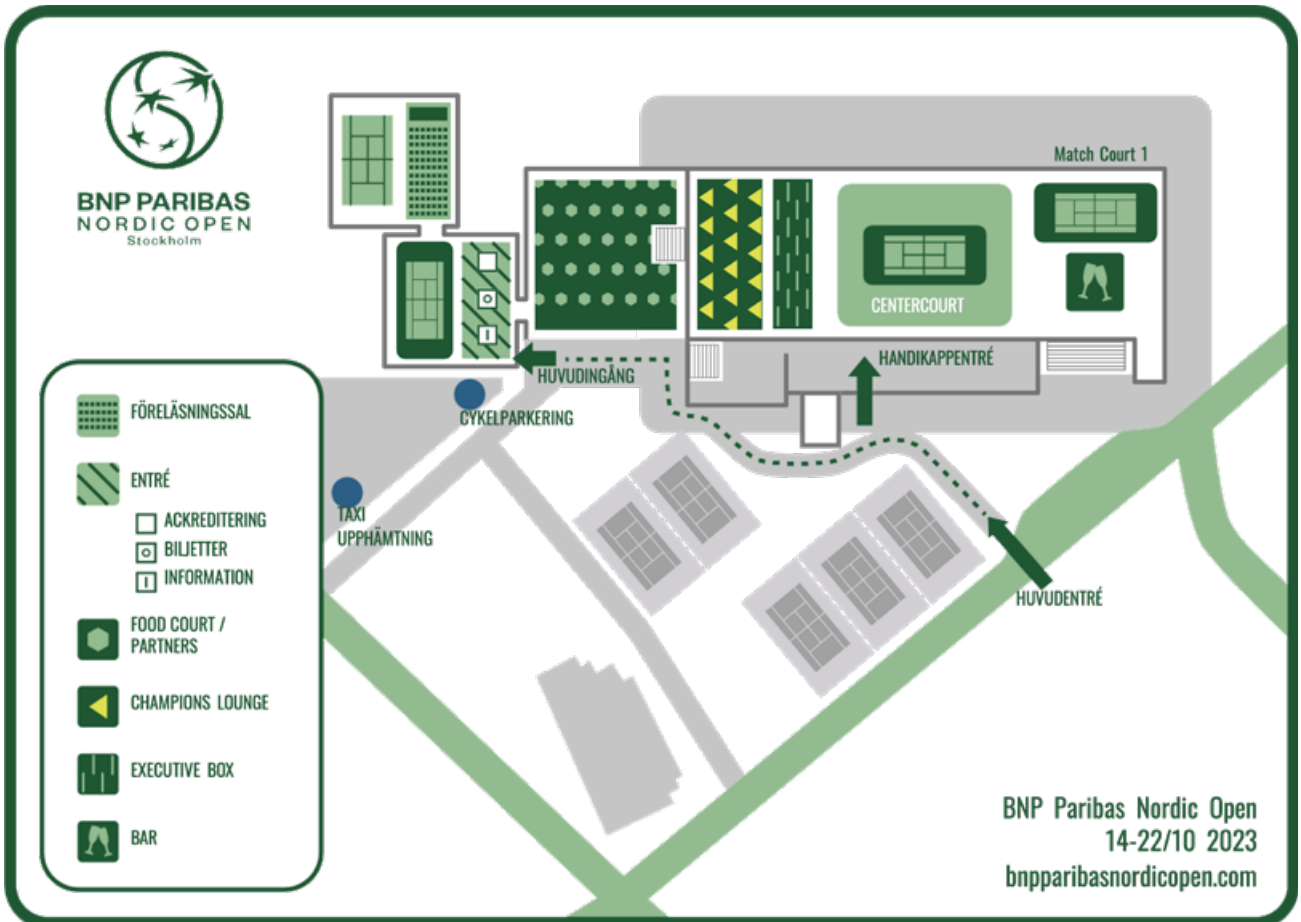 BNP PARIBAS
NORDIC OPEN
Stockholm
Match Court 1
CENTERCOURT
HANDIKAPPENTRÉ
HUVUDINGÅNG
CYKELPARKERING
TAXI
UPPHÄMTNING
HUVUDENTRÉ
FÖRELÄSNINGSSAL
ENTRÉ
ACKREDITERING
BILJETTER
INFORMATION
FOOD COURT /
PARTNERS
CHAMPIONS LOUNGE
EXECUTIVE BOX
BAR
BNP Paribas Nordic Open
14-22/10 2023
bnpparibasnordicopen.com